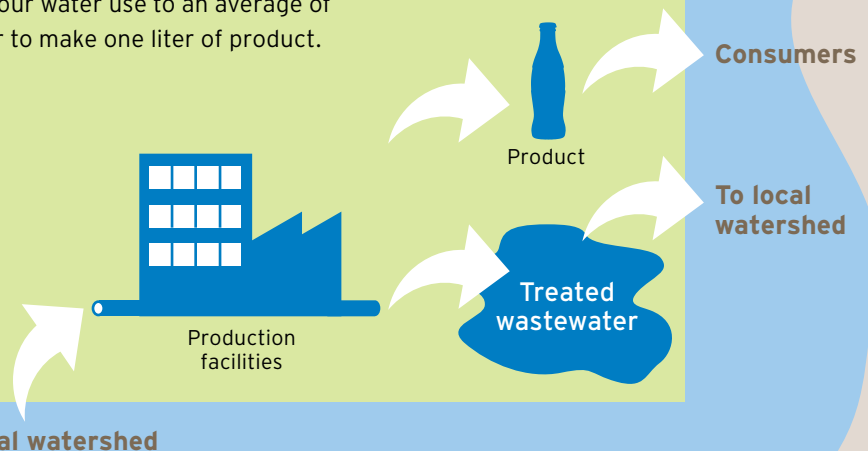 our water use to an average of
to make one liter of product.
Product
Consumers
To local
watershed
Production
facilities
Treated
wastewater
watershed